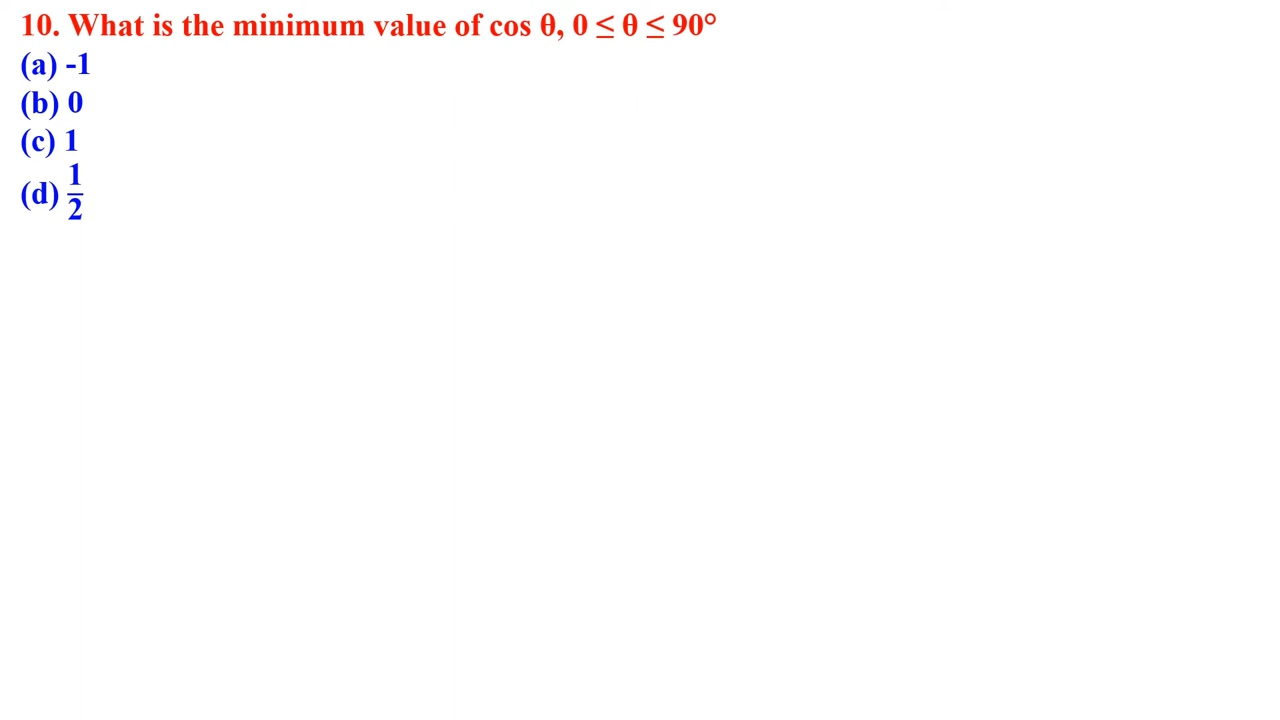 10. What is the minimum value of cos θ, 0 ≤ θ ≤ 90°
(a) -1
(b) 0
(c) 1
(d) 1/2